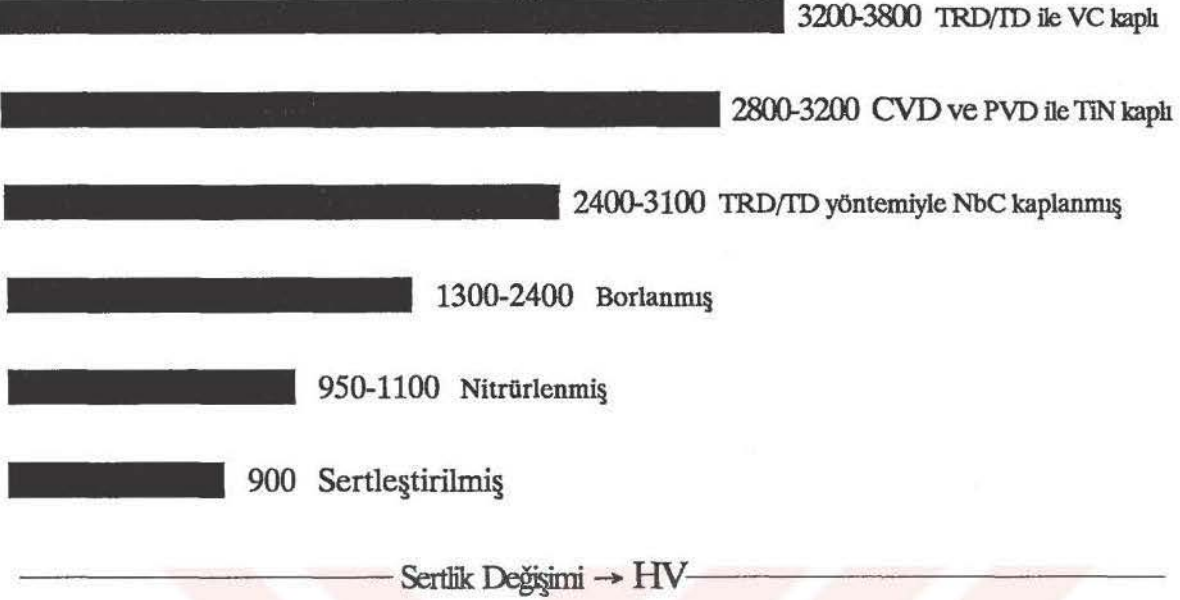 3200-3800 TRD/TD ile VC kaplı
2800-3200 CVD ve PVD ile TiN kaplı
2400-3100 TRD/TD yöntemiyle NbC kaplanmış
1300-2400 Borlanmış
950-1100 Nitrürlenmiş
900 Sertleştirilmiş
Sertlik Değişimi → HV